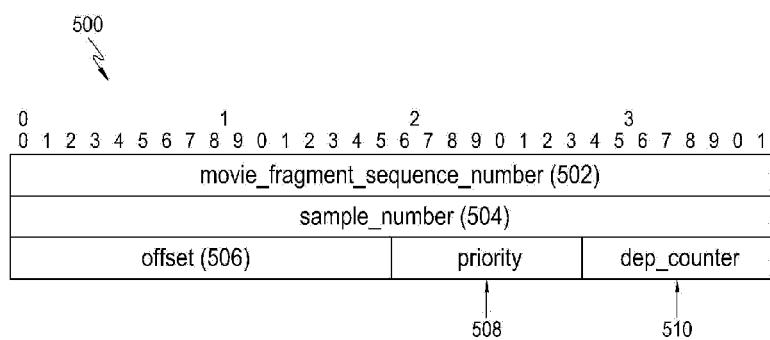 500
0 1 2 3
0 1 2 3 4 5 6 7 8 9 0 1 2 3 4 5 6 7 8 9 0 1 2 3 4 5 6 7 8 9 0 1
movie_fragment_sequence_number (502)
sample_number (504)
offset (506) priority dep_counter
508 510